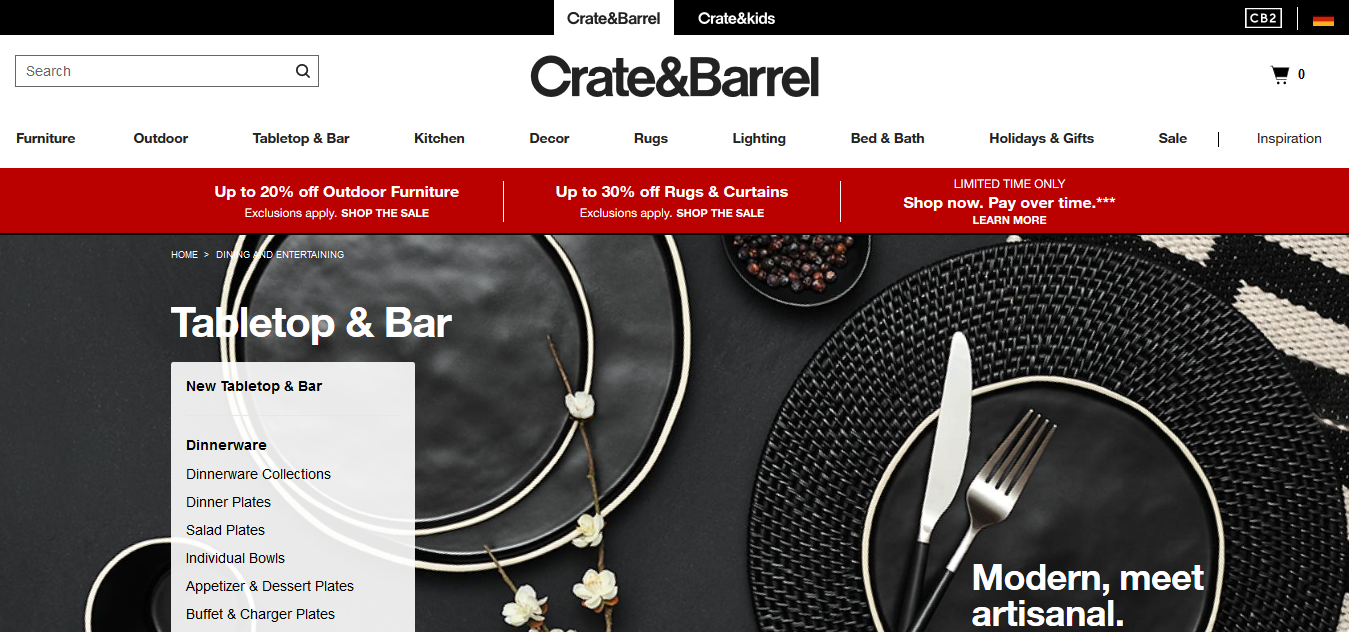 Crate&Barrel
Crate&kids
CB2
Search
Crate&Barrel
0
Furniture
Outdoor
Tabletop & Bar
Kitchen
Decor
Rugs
Lighting
Bed & Bath
Holidays & Gifts
Sale
Inspiration
Up to 20% off Outdoor Furniture
Exclusions apply. SHOP THE SALE
Up to 30% off Rugs & Curtains
Exclusions apply. SHOP THE SALE
LIMITED TIME ONLY
Shop now. Pay over time.***
LEARN MORE
HOME > DINING AND ENTERTAINING
Tabletop & Bar
New Tabletop & Bar
Dinnerware
Dinnerware Collections
Dinner Plates
Salad Plates
Individual Bowls
Appetizer & Dessert Plates
Buffet & Charger Plates
Modern, meet
artisanal.